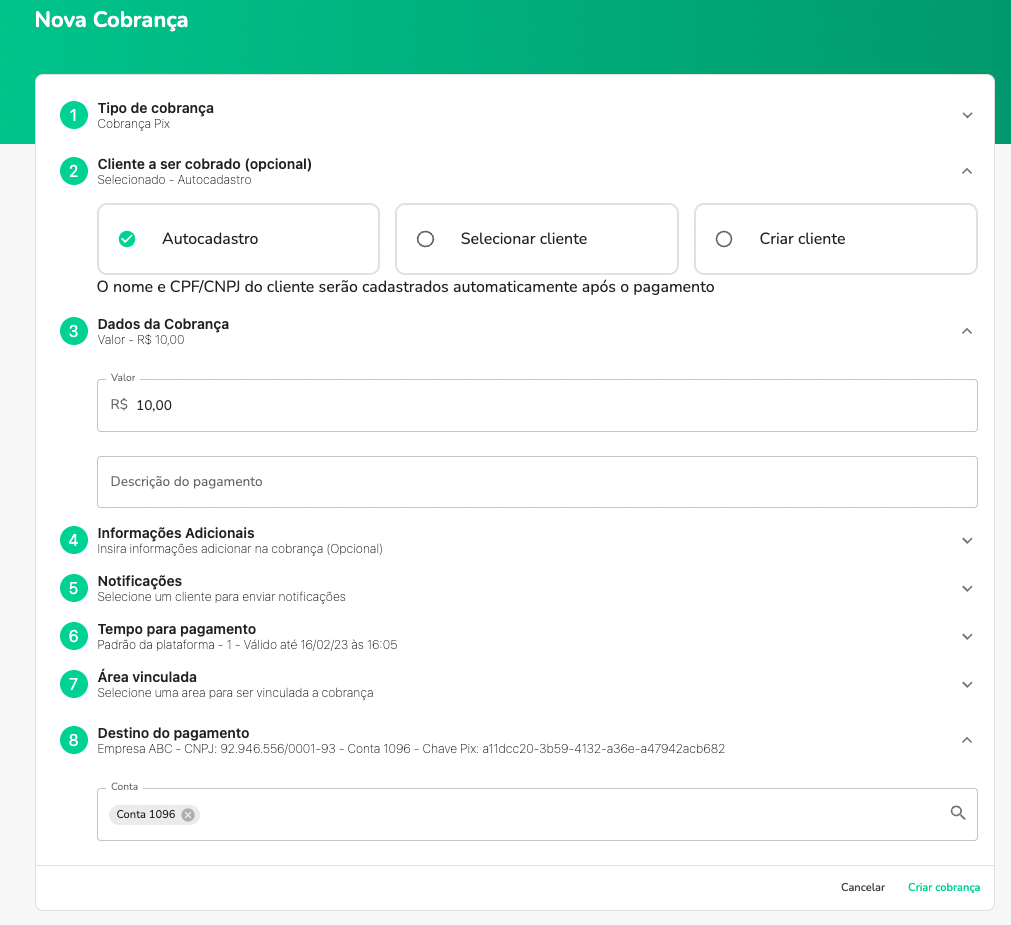 Nova Cobrança
1
Tipo de cobrança
Cobrança Pix
2
Cliente a ser cobrado (opcional)
Selecionado - Autocadastro
Autocadastro
Selecionar cliente
Criar cliente
O nome e CPF/CNPJ do cliente serão cadastrados automaticamente após o pagamento
3
Dados da Cobrança
Valor - R$ 10,00
Valor
R$ 10,00
Descrição do pagamento
4
Informações Adicionais
Insira informações adicionar na cobrança (Opcional)
5
Notificações
Selecione um cliente para enviar notificações
6
Tempo para pagamento
Padrão da plataforma - 1 - Válido até 16/02/23 às 16:05
7
Área vinculada
Selecione uma area para ser vinculada a cobrança
8
Destino do pagamento
Empresa ABC - CNPJ: 92.946.556/0001-93 - Conta 1096 - Chave Pix: a11dcc20-3b59-4132-a36e-a47942acb682
Conta
Conta 1096
Cancelar
Criar cobrança